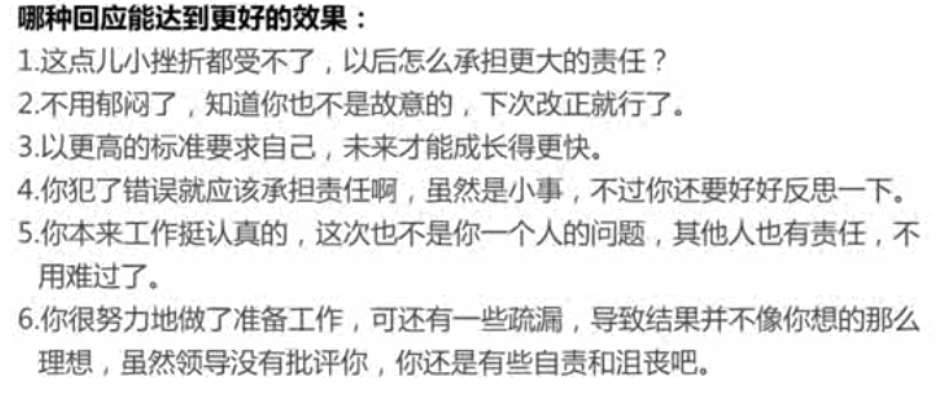 哪种回应能达到更好的效果：
1.这点儿小挫折都受不了，以后怎么承担更大的责任？
2.不用郁闷了，知道你也不是故意的，下次改正就行了。
3.以更高的标准要求自己，未来才能成长得更快。
4.你犯了错误就应该承担责任啊，虽然是小事，不过你还要好好反思一下。
5.你本来工作挺认真的，这次也不是你一个人的问题，其他人也有责任，不
用难过了。
6.你很努力地做了准备工作，可还有一些疏漏，导致结果并不像你想的那么
理想，虽然领导没有批评你，你还是有些自责和沮丧吧。